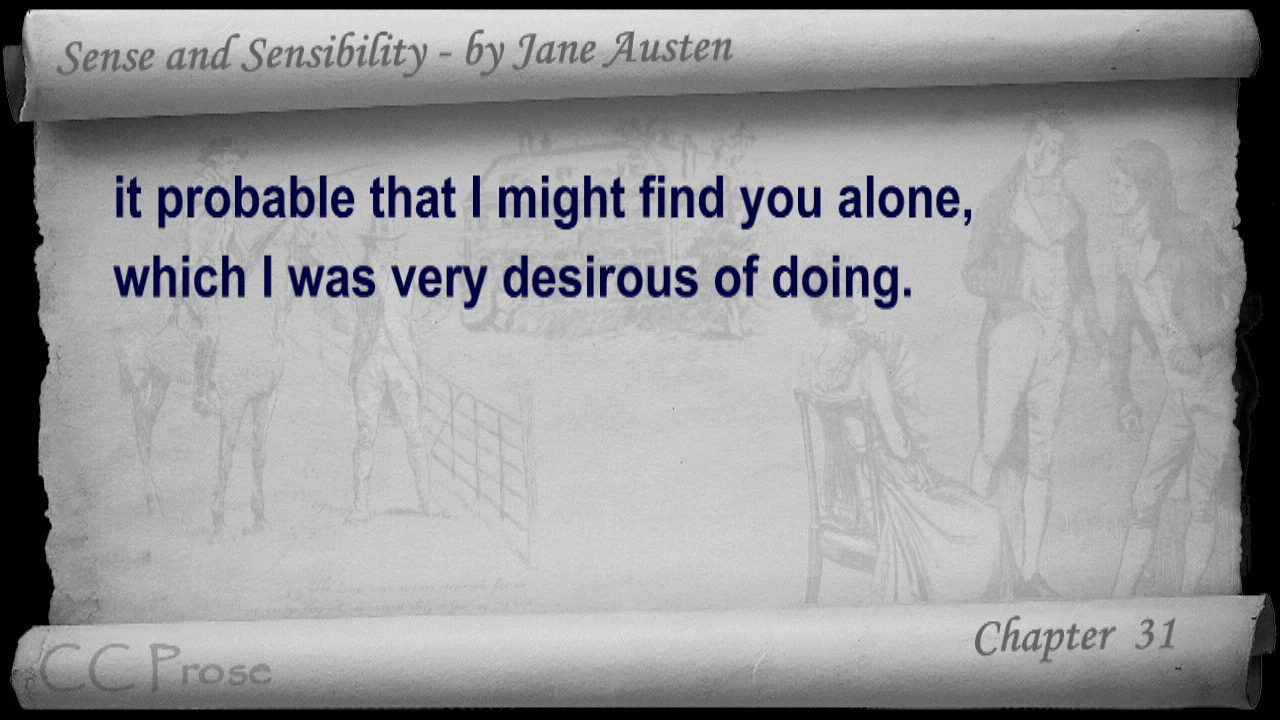 Sense and Sensibility - by Jane Austen
it probable that I might find you alone,
which I was very desirous of doing.
Chapter 31
CC Prose